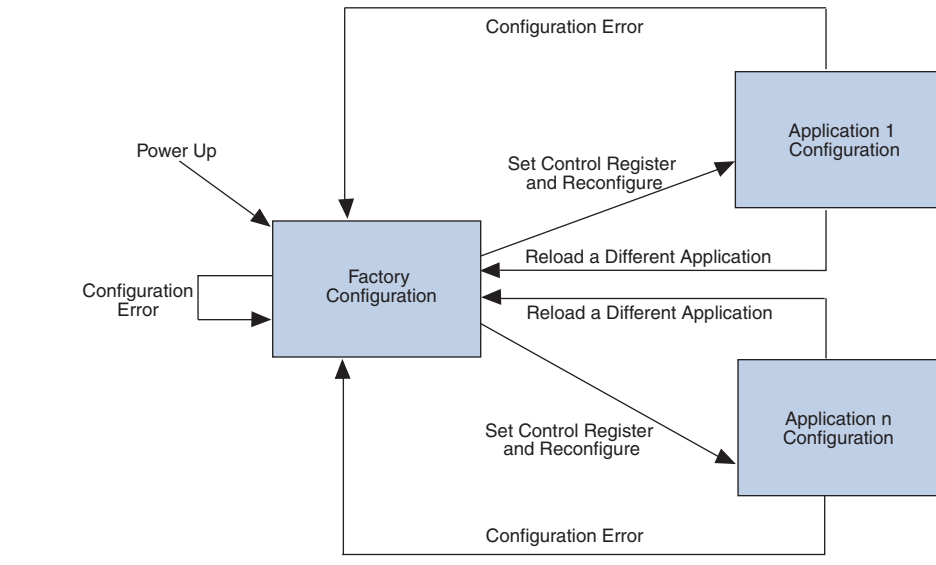 Configuration Error
Application 1
Configuration
Power Up
Set Control Register
and Reconfigure
Reload a Different Application
Factory
Configuration
Configuration
Error
Reload a Different Application
Application n
Configuration
Set Control Register
and Reconfigure
Configuration Error